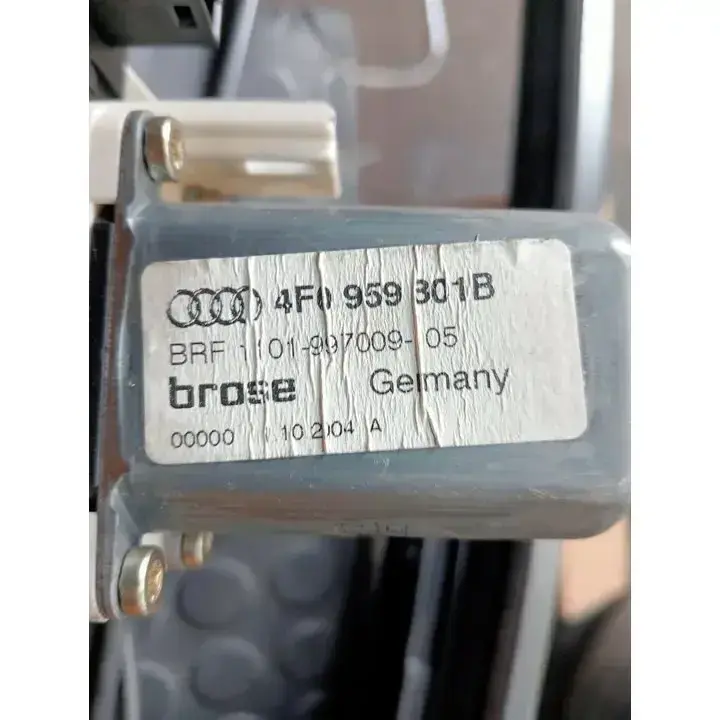 4F0 959 801B
BRF 1101-997009-05
brose Germany
00000 10 2004 A